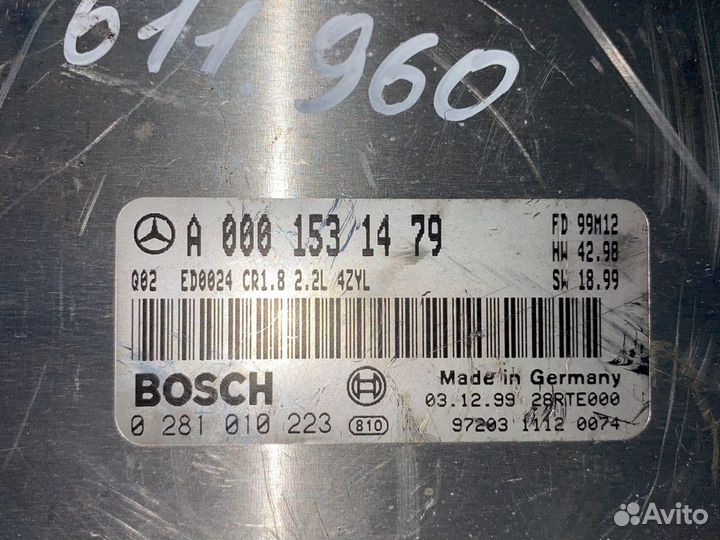 611.960
A 000 153 14 79
FD 99M12
HW 42.98
Q02 ED0024 CR1.8 2.2L 4ZYL
SW 18.99
BOSCH
Made in Germany
03.12.99 28RTE000
0 281 010 223 810
97203 1112 0074
Avito